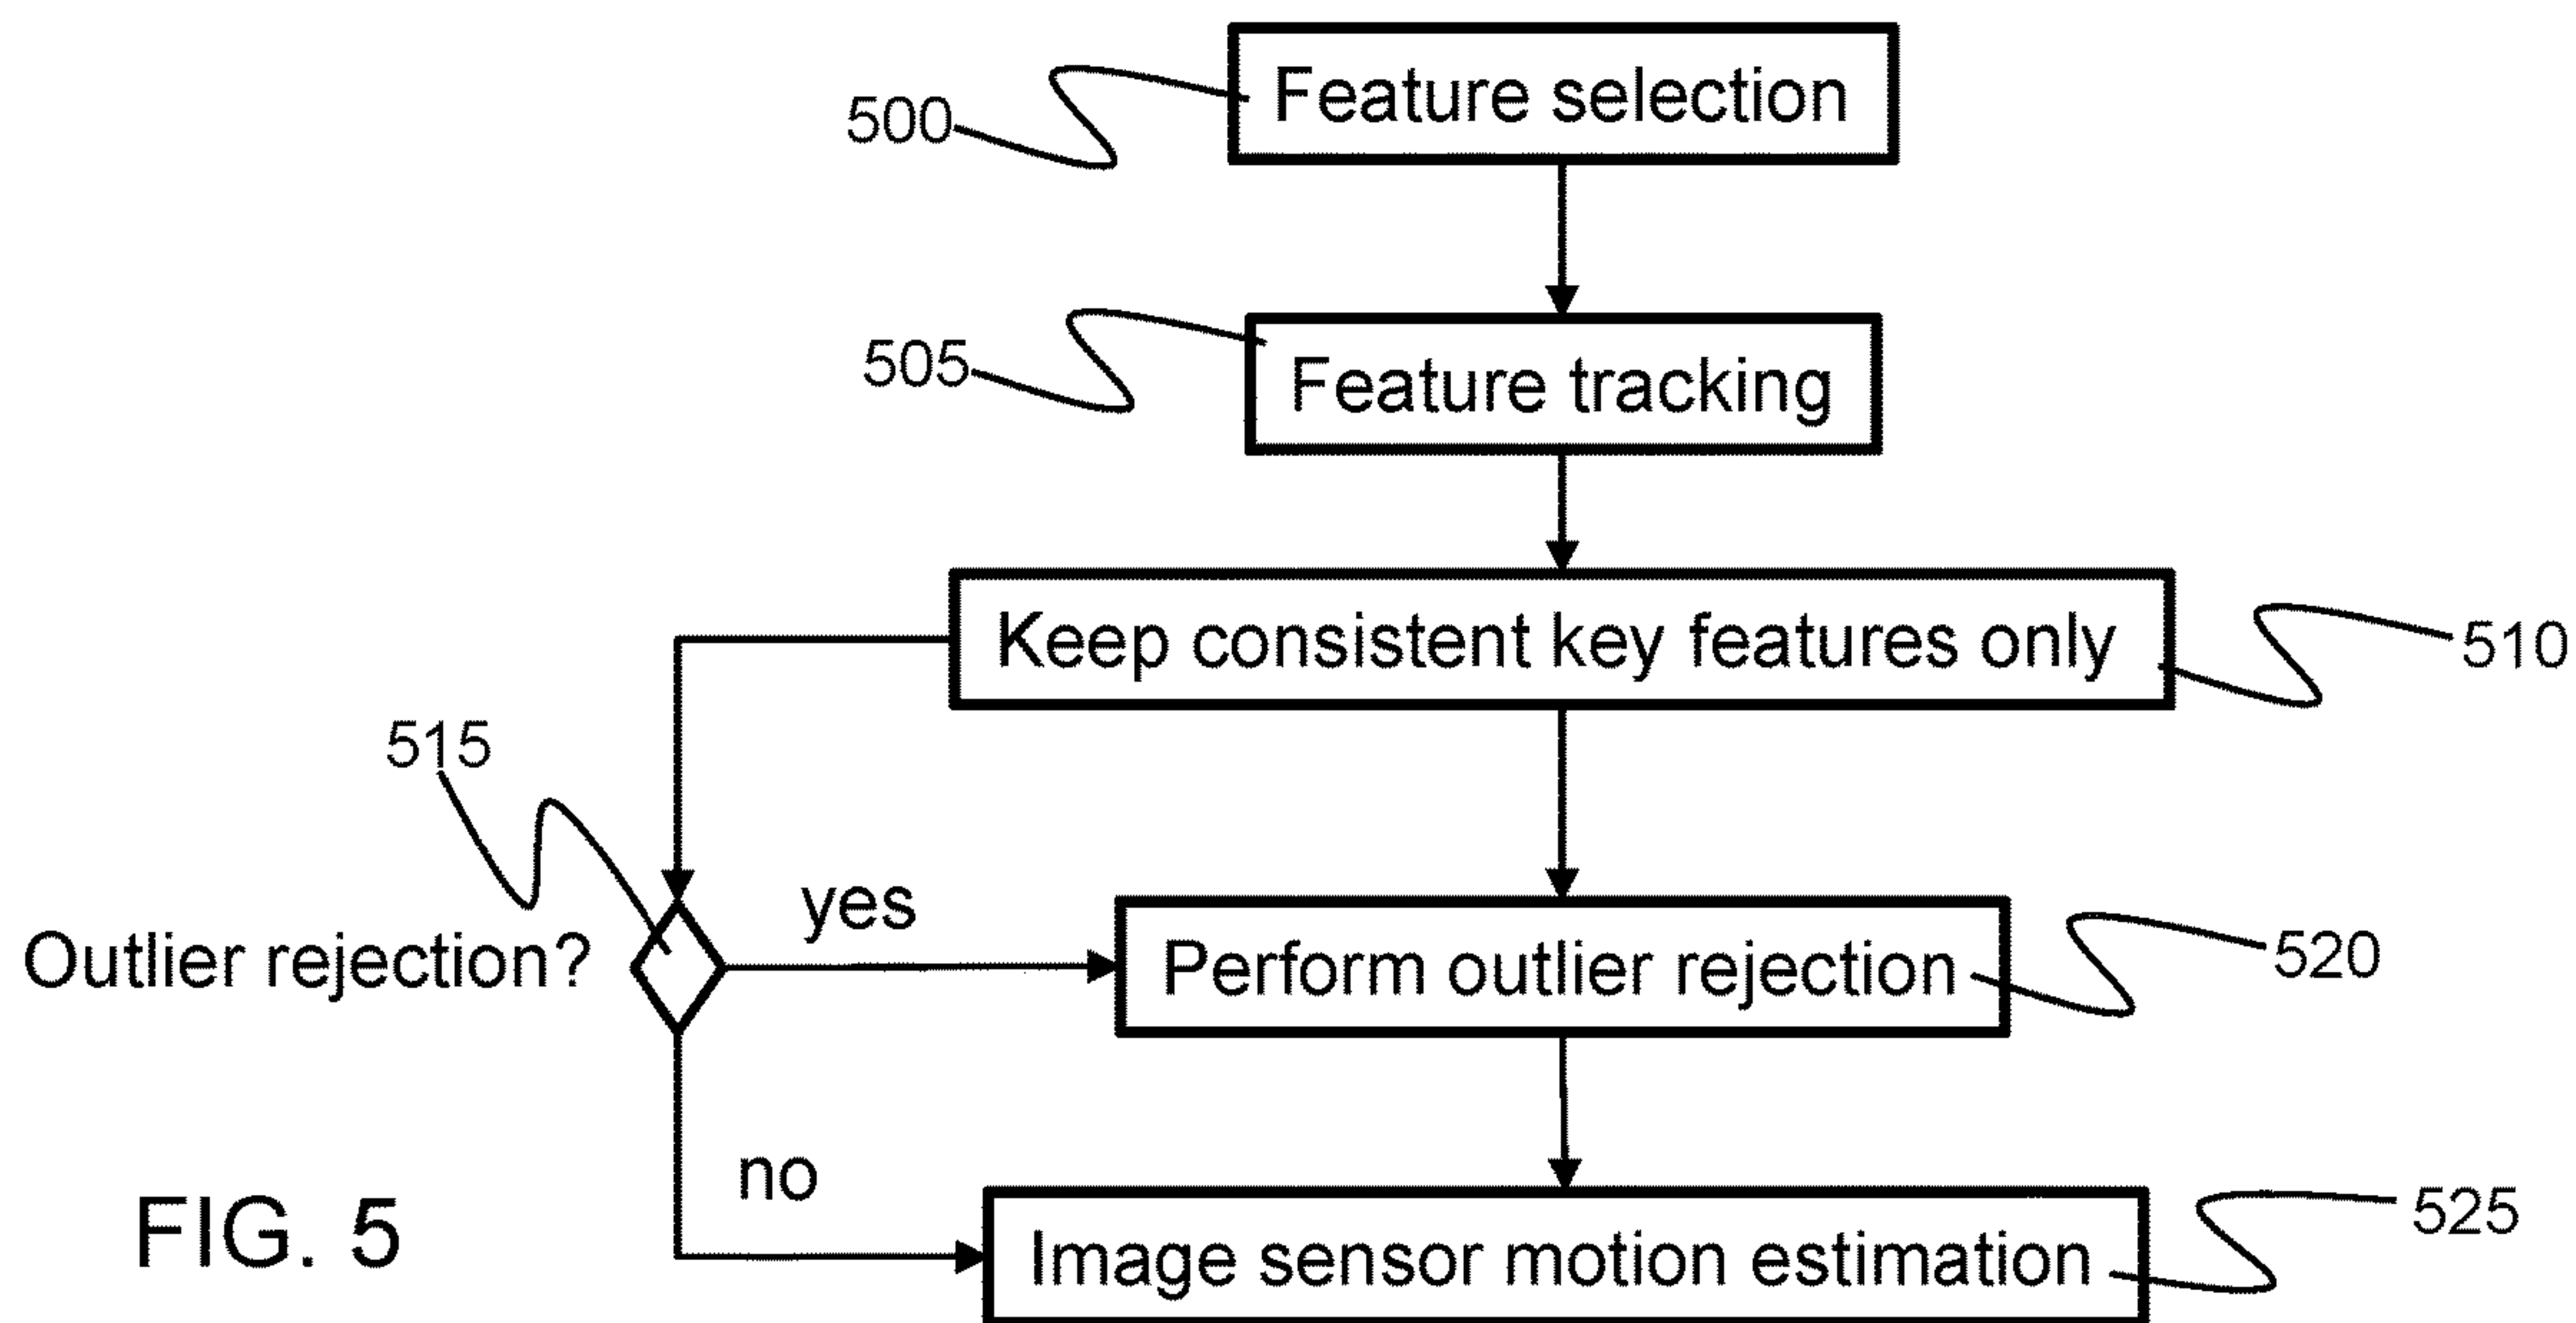 Feature selection
500
Feature tracking
505
Keep consistent key features only
510
515
Outlier rejection?
yes
Perform outlier rejection
520
no
Image sensor motion estimation
525
FIG. 5